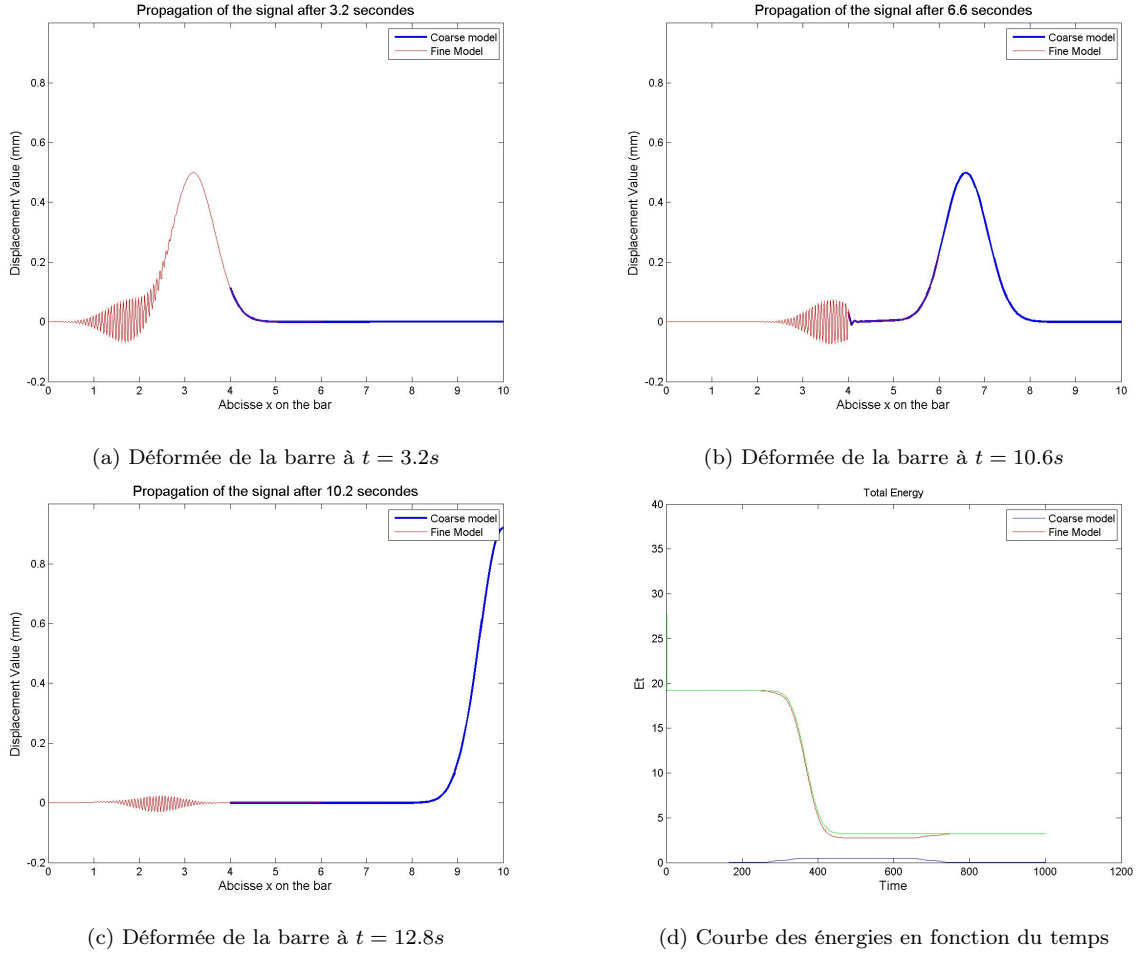 Propagation of the signal after 3.2 secondes
Coarse model
Fine Model
Displacement Value (mm)
0.8
0.6
0.4
0.2
0
-0.2
0 1 2 3 4 5 6 7 8 9 10
Abcisse x on the bar
(a) Déformée de la barre à t = 3.2s
Propagation of the signal after 6.6 secondes
Coarse model
Fine Model
Displacement Value (mm)
0.8
0.6
0.4
0.2
0
-0.2
0 1 2 3 4 5 6 7 8 9 10
Abcisse x on the bar
(b) Déformée de la barre à t = 10.6s
Propagation of the signal after 10.2 secondes
Coarse model
Fine Model
Displacement Value (mm)
0.8
0.6
0.4
0.2
0
-0.2
0 1 2 3 4 5 6 7 8 9 10
Abcisse x on the bar
(c) Déformée de la barre à t = 12.8s
Total Energy
Coarse model
Fine Model
Et
40
35
30
25
20
15
10
5
0
200 400 600 800 1000 1200
Time
(d) Courbe des énergies en fonction du temps